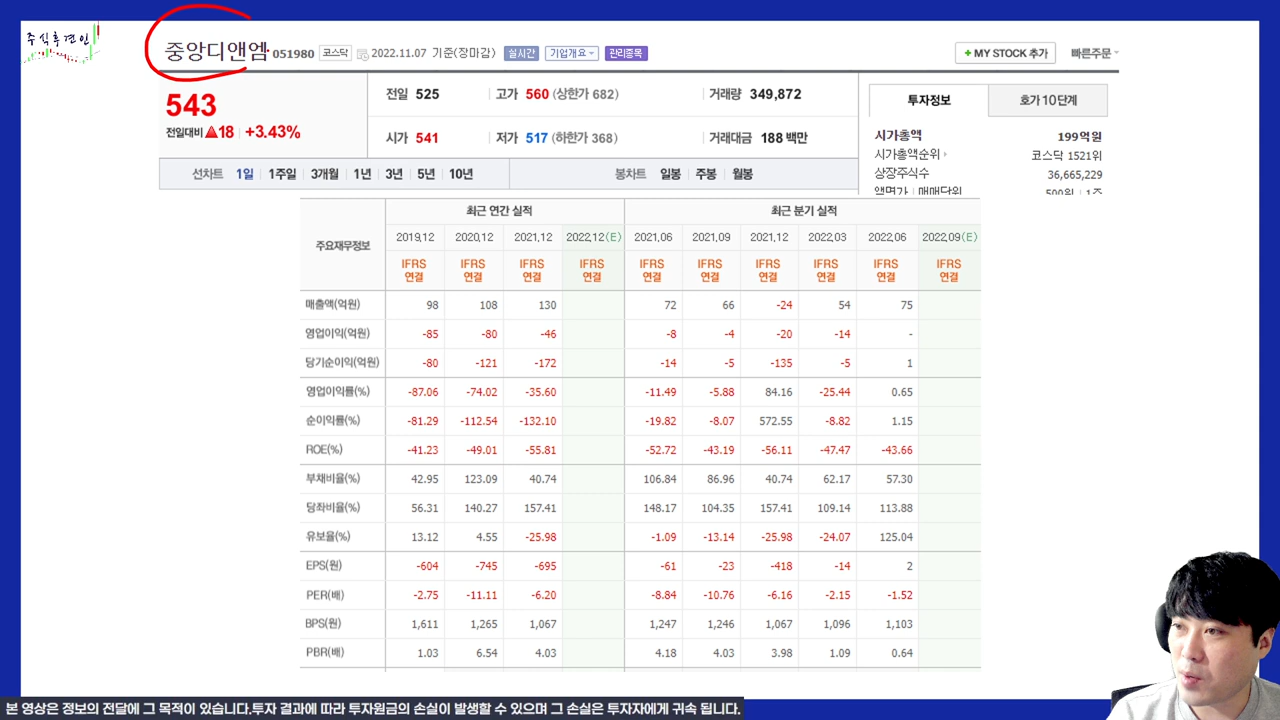 주식후견인
중앙디앤엠 051980 코스닥 2022.11.07 기준(장마감) 실시간 기업개요 관리종목
+ MY STOCK 추가 빠른주문
543
전일대비 ▲18 +3.43%
전일 525 고가 560 (상한가 682) 거래량 349,872
시가 541 저가 517 (하한가 368) 거래대금 188 백만
선차트 1일 1주일 3개월 1년 3년 5년 10년 봉차트 일봉 주봉 월봉
투자정보 호가 10단계
시가총액 199억원
시가총액순위 코스닥 1521위
상장주식수 36,665,229
액면가 매매단위 500원 1주
주요재무정보 최근 연간 실적 최근 분기 실적
2019.12 2020.12 2021.12 2022.12(E) 2021.06 2021.09 2021.12 2022.03 2022.06 2022.09(E)
IFRS IFRS IFRS IFRS IFRS IFRS IFRS IFRS IFRS IFRS
연결 연결 연결 연결 연결 연결 연결 연결 연결 연결
매출액(억원) 98 108 130 72 66 -24 54 75
영업이익(억원) -85 -80 -46 -8 -4 -20 -14 -
당기순이익(억원) -80 -121 -172 -14 -5 -135 -5 1
영업이익률(%) -87.06 -74.02 -35.60 -11.49 -5.88 84.16 -25.44 0.65
순이익률(%) -81.29 -112.54 -132.10 -19.82 -8.07 572.55 -8.82 1.15
ROE(%) -41.23 -49.01 -55.81 -52.72 -43.19 -56.11 -47.47 -43.66
부채비율(%) 42.95 123.09 40.74 106.84 86.96 40.74 62.17 57.30
당좌비율(%) 56.31 140.27 157.41 148.17 104.35 157.41 109.14 113.88
유보율(%) 13.12 4.55 -25.98 -1.09 -13.14 -25.98 -24.07 125.04
EPS(원) -604 -745 -695 -61 -23 -418 -14 2
PER(배) -2.75 -11.11 -6.20 -8.84 -10.76 -6.16 -2.15 -1.52
BPS(원) 1,611 1,265 1,067 1,247 1,246 1,067 1,096 1,103
PBR(배) 1.03 6.54 4.03 4.18 4.03 3.98 1.09 0.64
본 영상은 정보의 전달에 그 목적이 있습니다.투자 결과에 따라 투자원금의 손실이 발생할 수 있으며 그 손실은 투자자에게 귀속 됩니다.